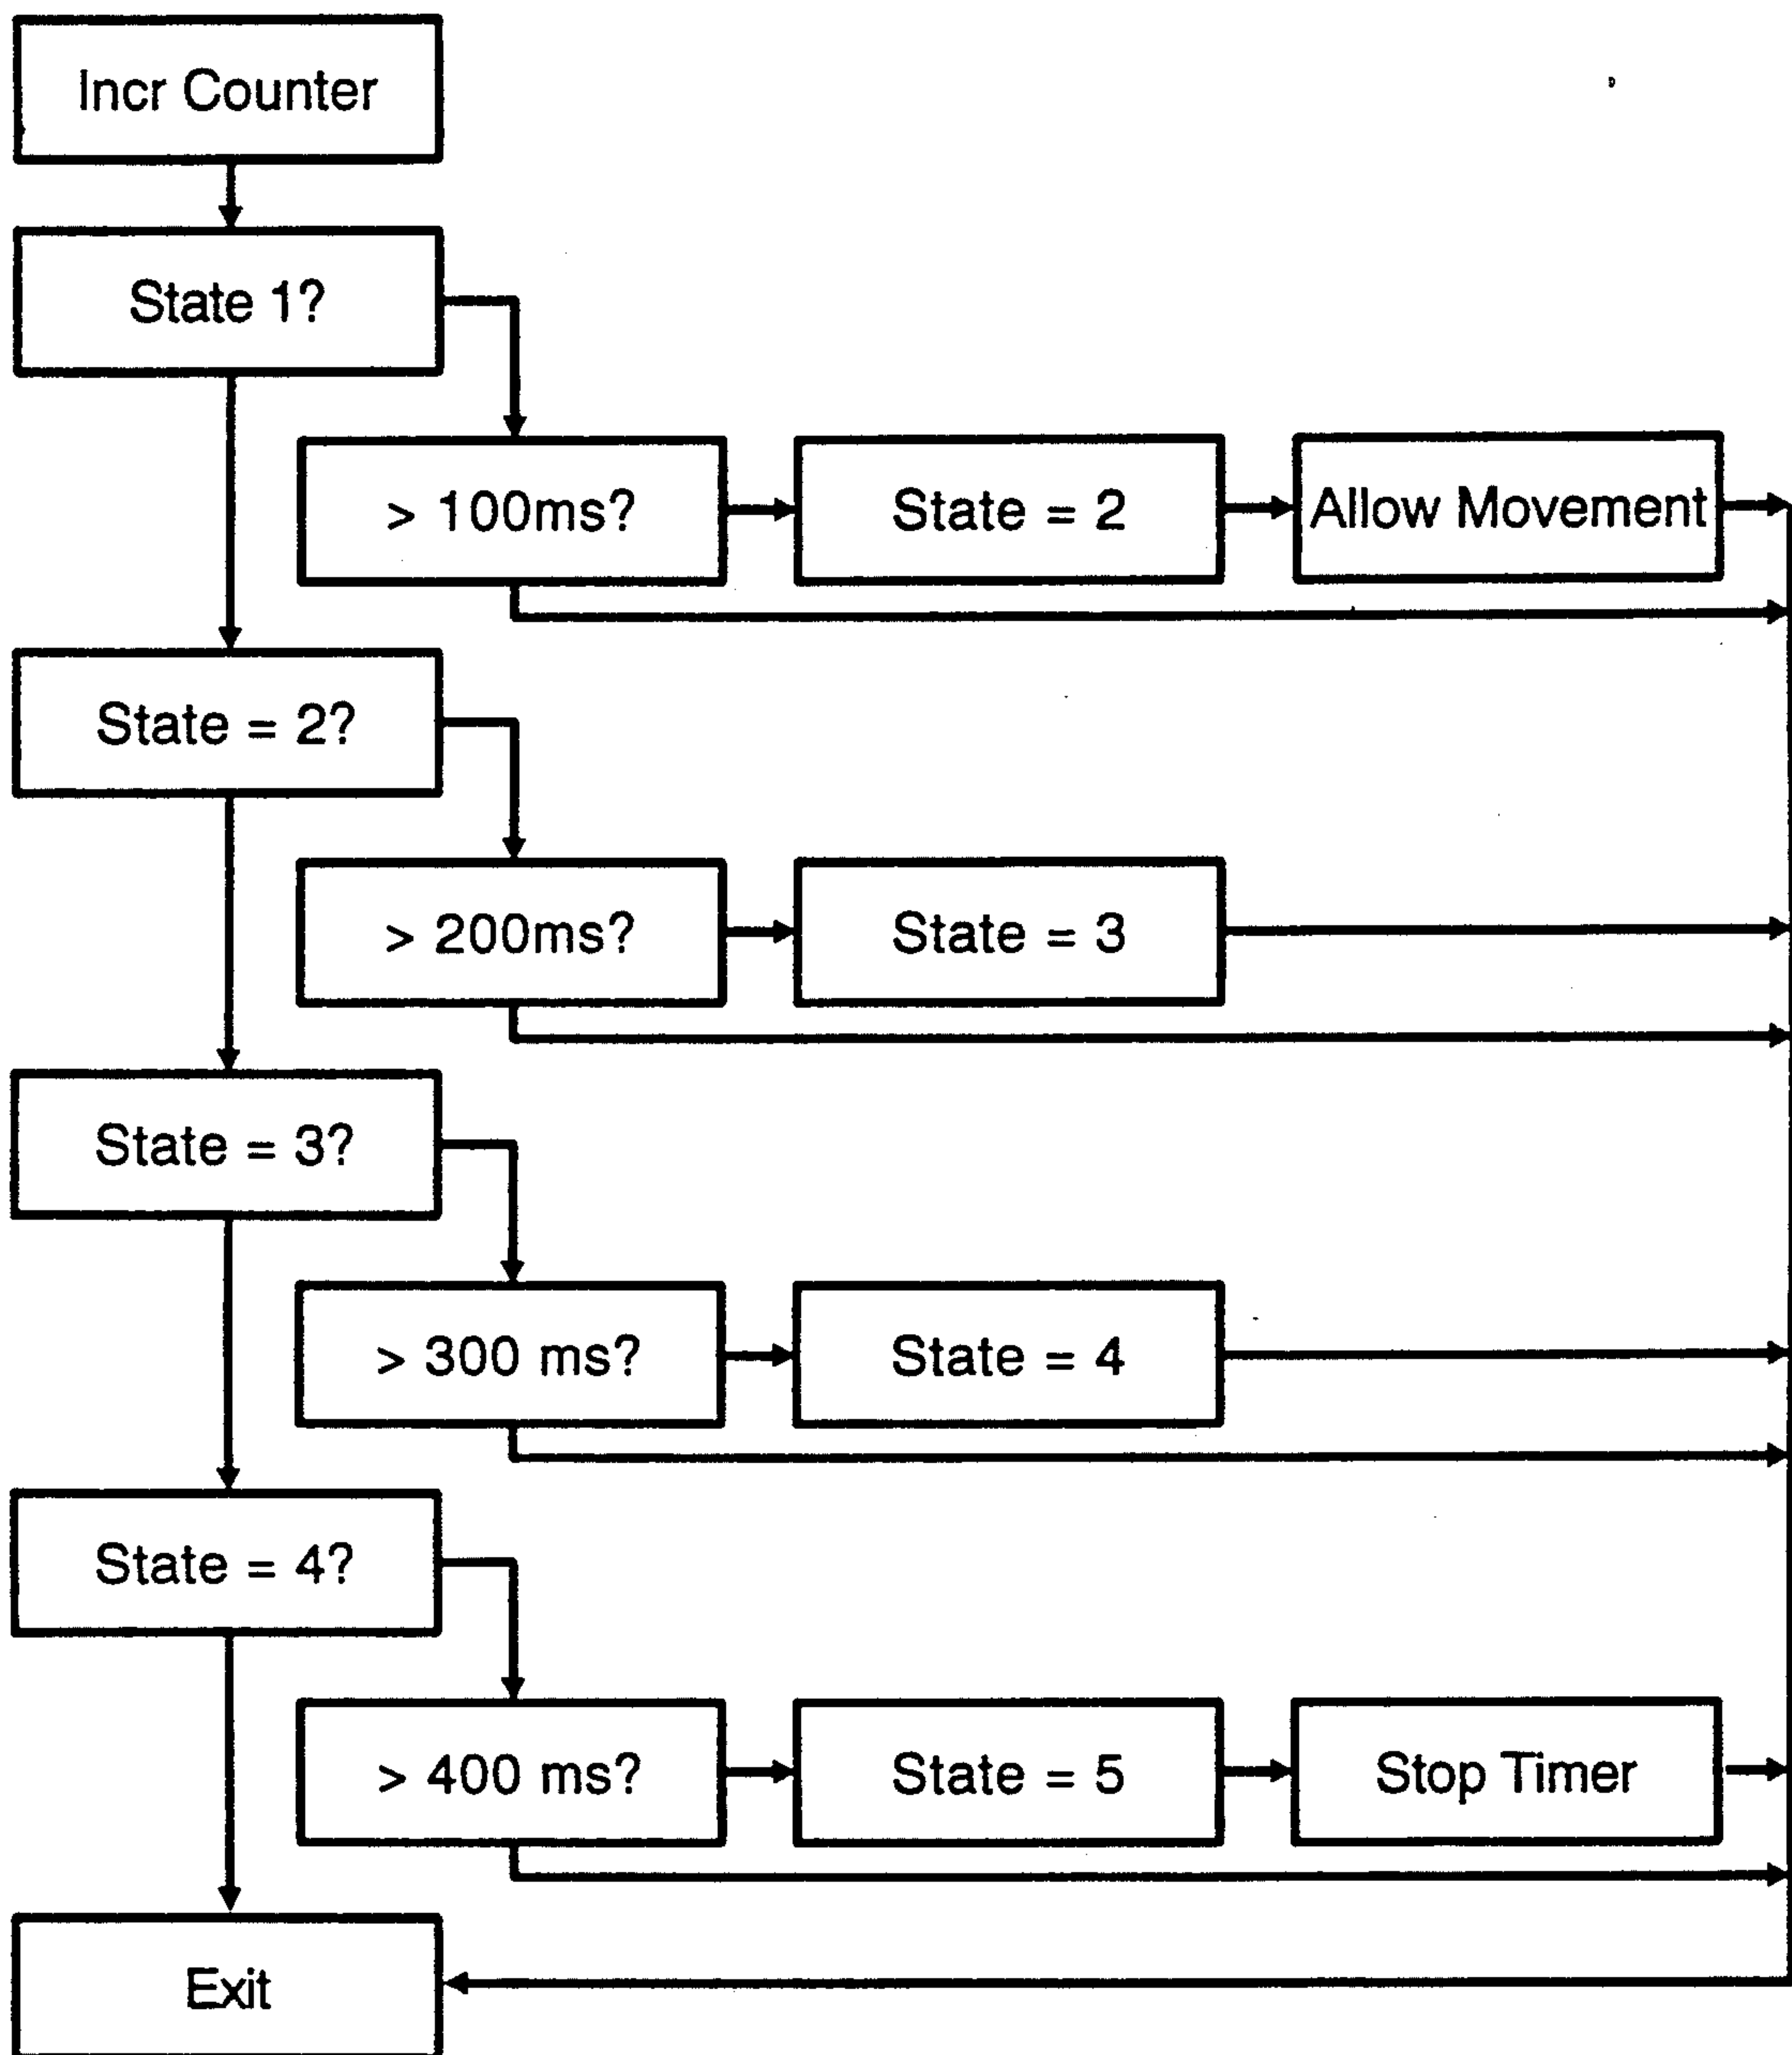 Incr Counter
State 1?
> 100ms?
State = 2
Allow Movement
State = 2?
> 200ms?
State = 3
State = 3?
> 300 ms?
State = 4
State = 4?
> 400 ms?
State = 5
Stop Timer
Exit